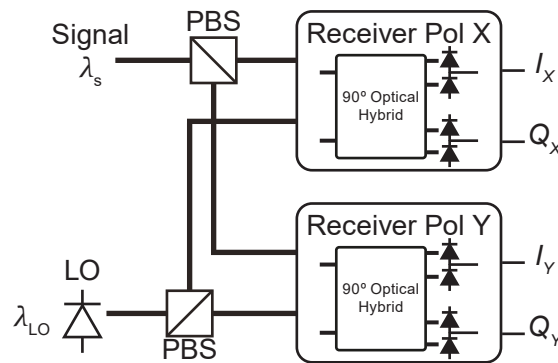 PBS
Signal
λs
Receiver Pol X
90º Optical
Hybrid
IX
QX
Receiver Pol Y
90º Optical
Hybrid
IY
QY
LO
λLO
PBS